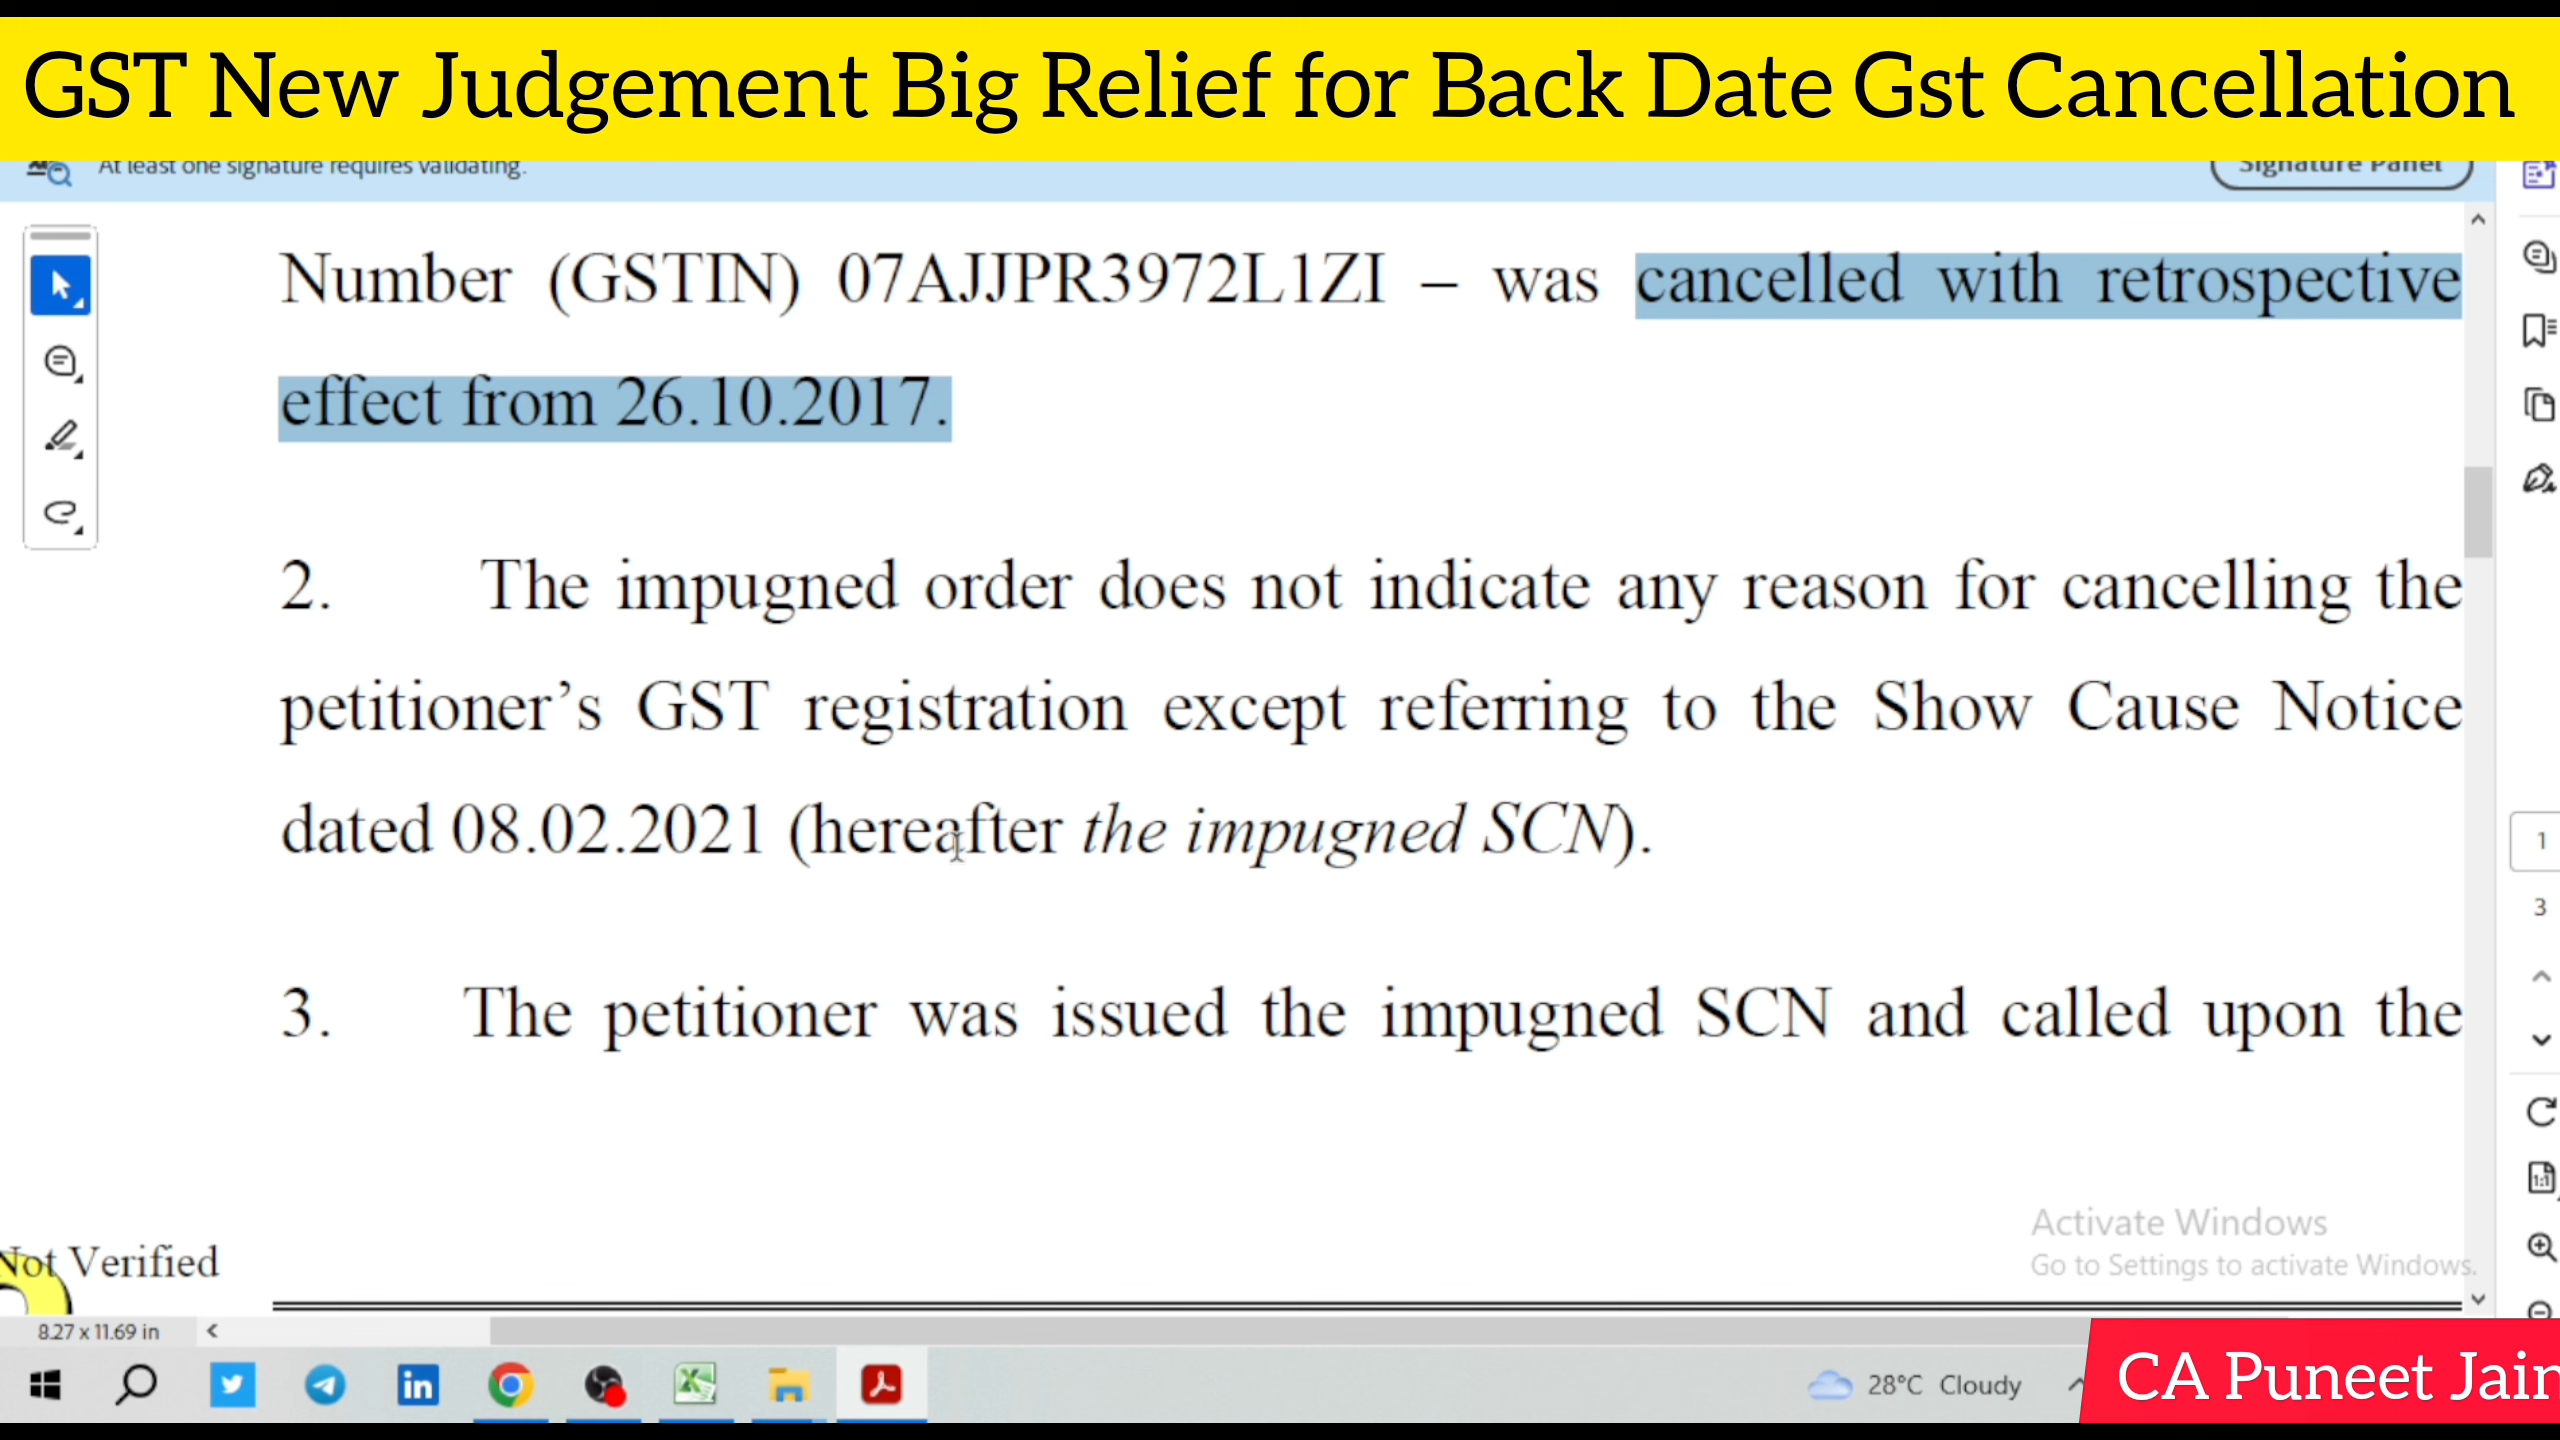 GST New Judgement Big Relief for Back Date Gst Cancellation
At least one signature requires validating.
Signature Panel
Number (GSTIN) 07AJJPR3972L1ZI – was cancelled with retrospective
effect from 26.10.2017.
2. The impugned order does not indicate any reason for cancelling the
petitioner’s GST registration except referring to the Show Cause Notice
dated 08.02.2021 (hereafter the impugned SCN).
3. The petitioner was issued the impugned SCN and called upon the
1
3
Activate Windows
Go to Settings to activate Windows.
Not Verified
8.27 x 11.69 in
28°C Cloudy
CA Puneet Jain